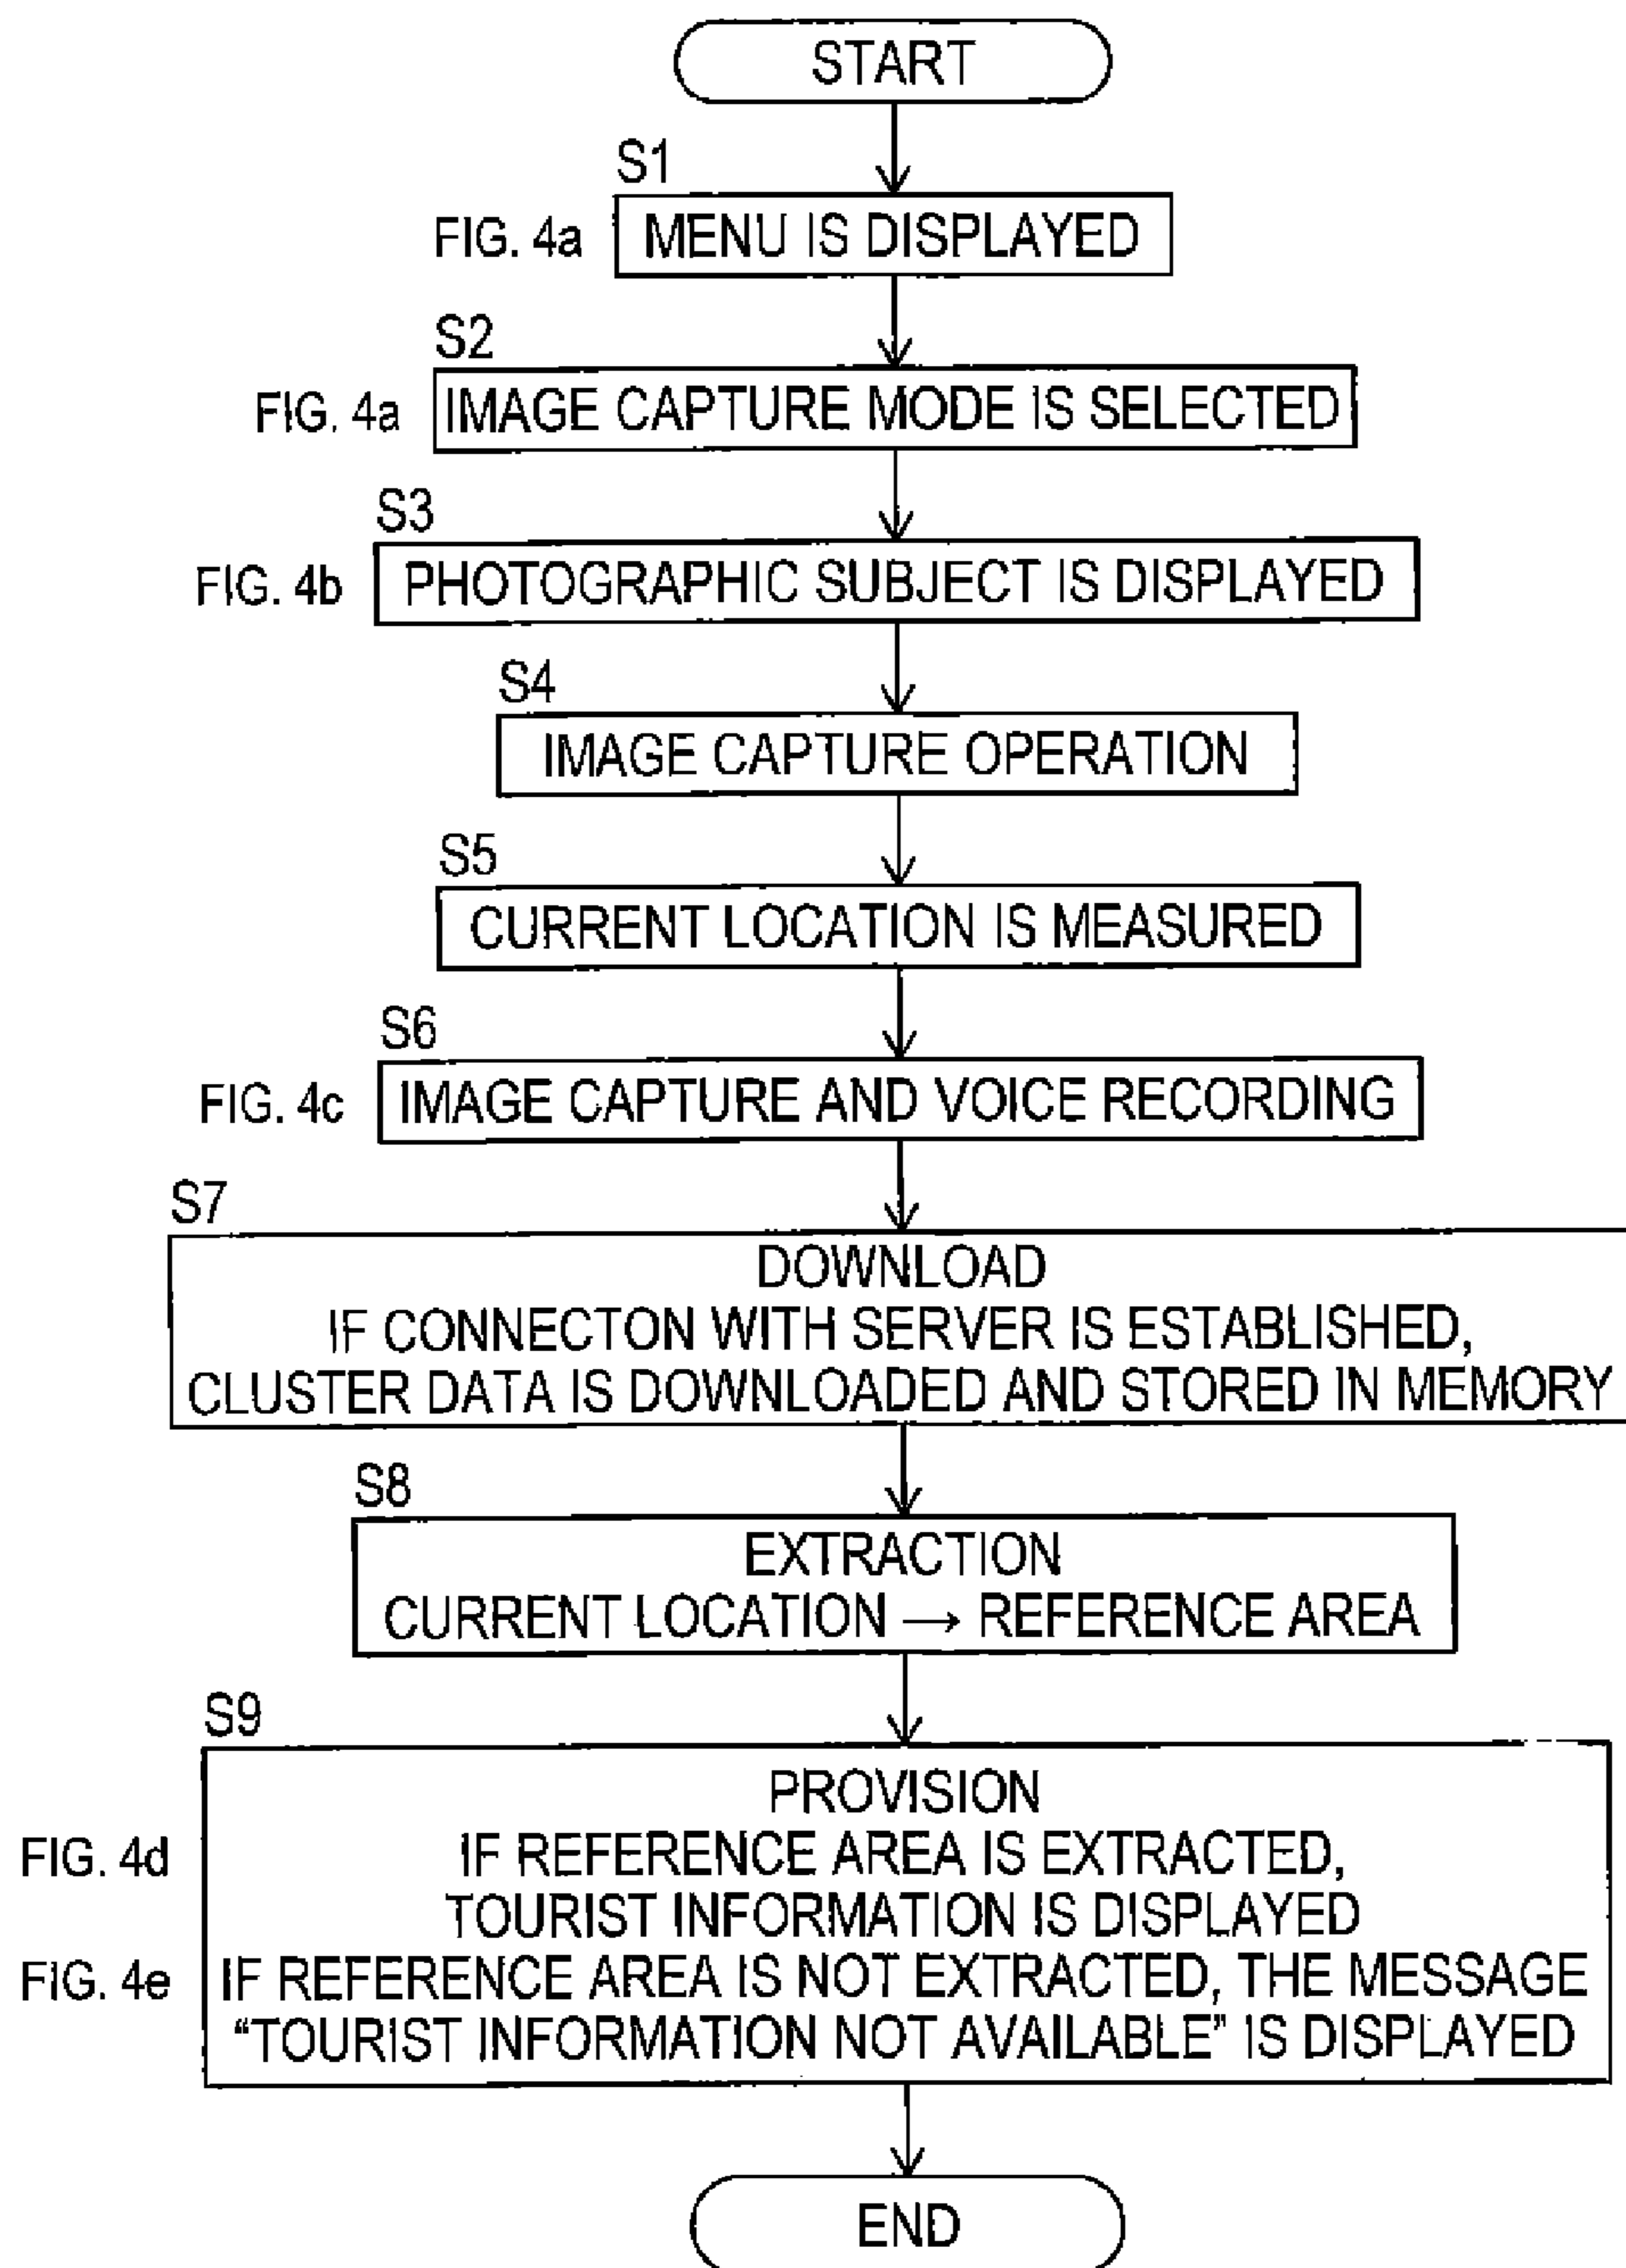 START
S1
FIG. 4a MENU IS DISPLAYED
S2
FIG. 4a IMAGE CAPTURE MODE IS SELECTED
S3
FIG. 4b PHOTOGRAPHIC SUBJECT IS DISPLAYED
S4
IMAGE CAPTURE OPERATION
S5
CURRENT LOCATION IS MEASURED
S6
FIG. 4c IMAGE CAPTURE AND VOICE RECORDING
S7
DOWNLOAD
IF CONNECTON WITH SERVER IS ESTABLISHED,
CLUSTER DATA IS DOWNLOADED AND STORED IN MEMORY
S8
EXTRACTION
CURRENT LOCATION → REFERENCE AREA
S9
PROVISION
FIG. 4d IF REFERENCE AREA IS EXTRACTED,
TOURIST INFORMATION IS DISPLAYED
FIG. 4e IF REFERENCE AREA IS NOT EXTRACTED, THE MESSAGE
“TOURIST INFORMATION NOT AVAILABLE” IS DISPLAYED
END